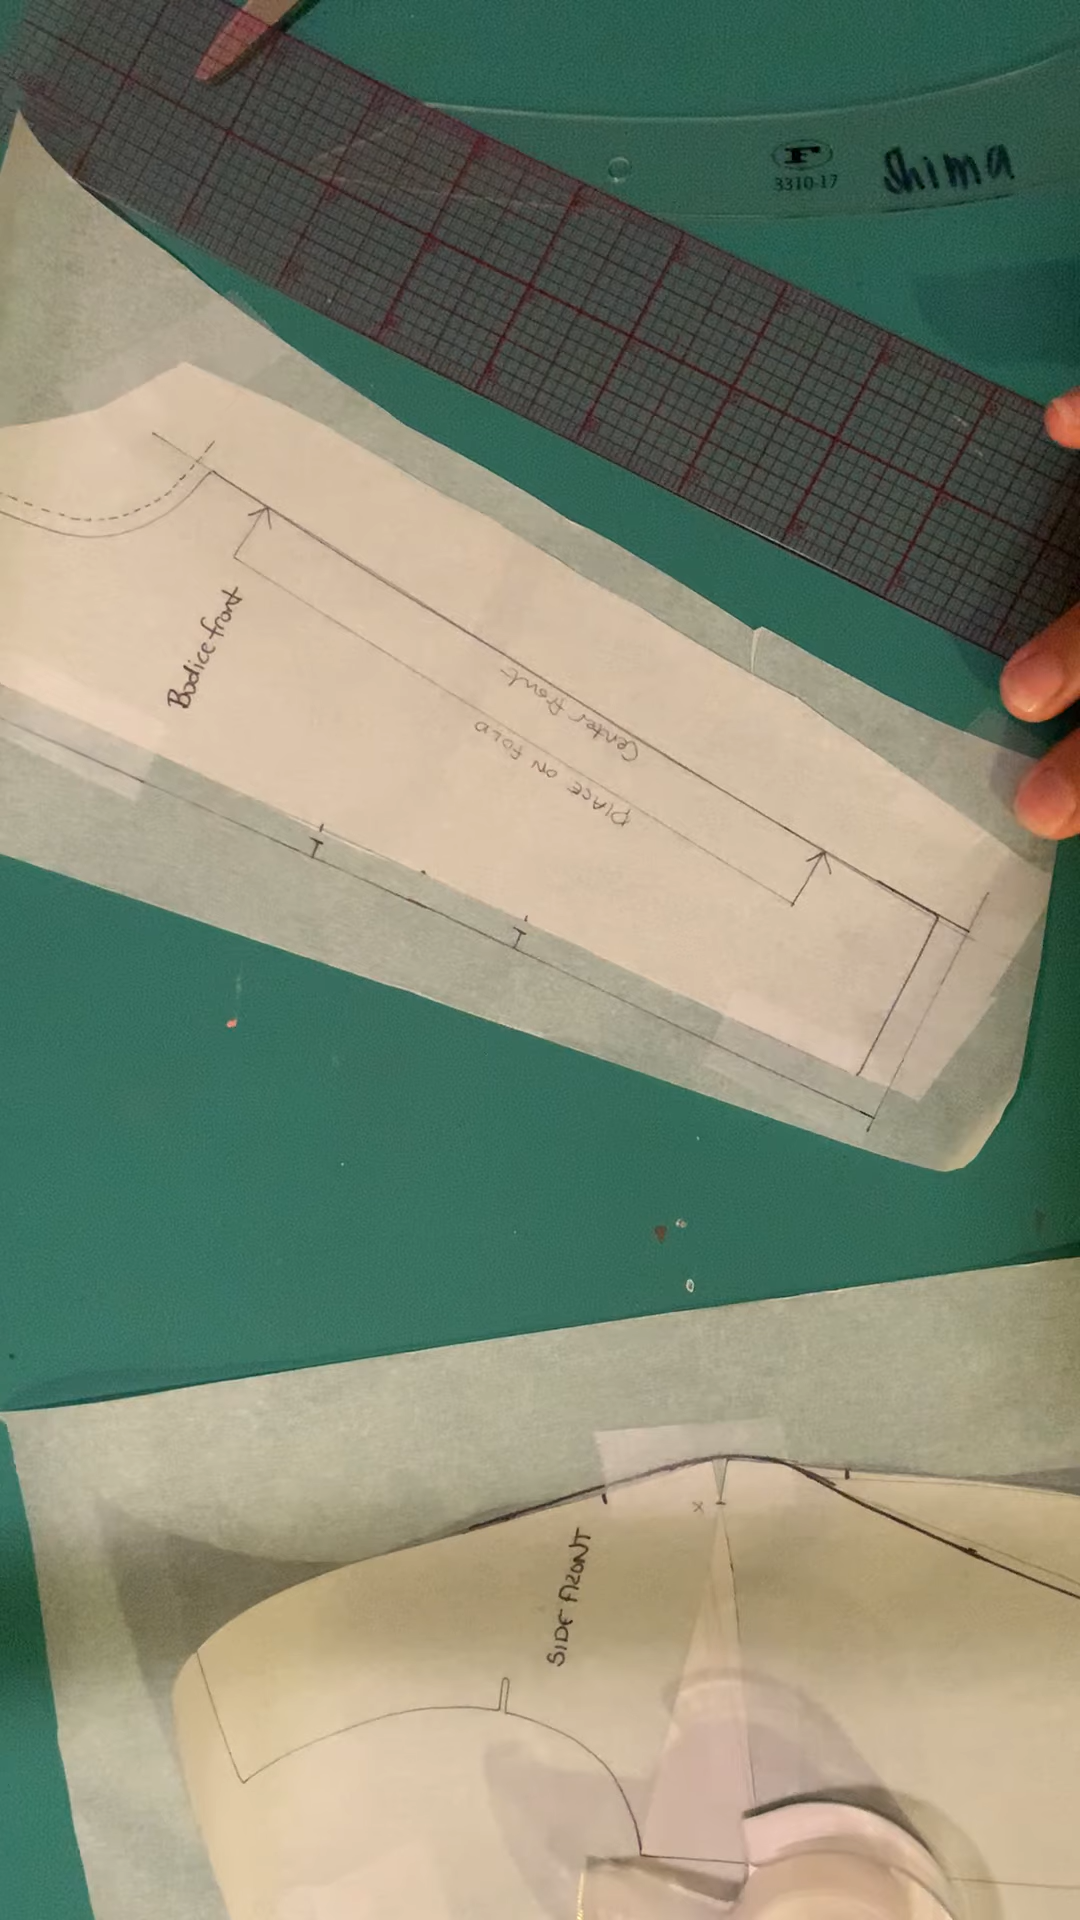 F
3310-17
Shima
Bodice front
Center front
PLACE ON FOLD
X
SIDE FRONT